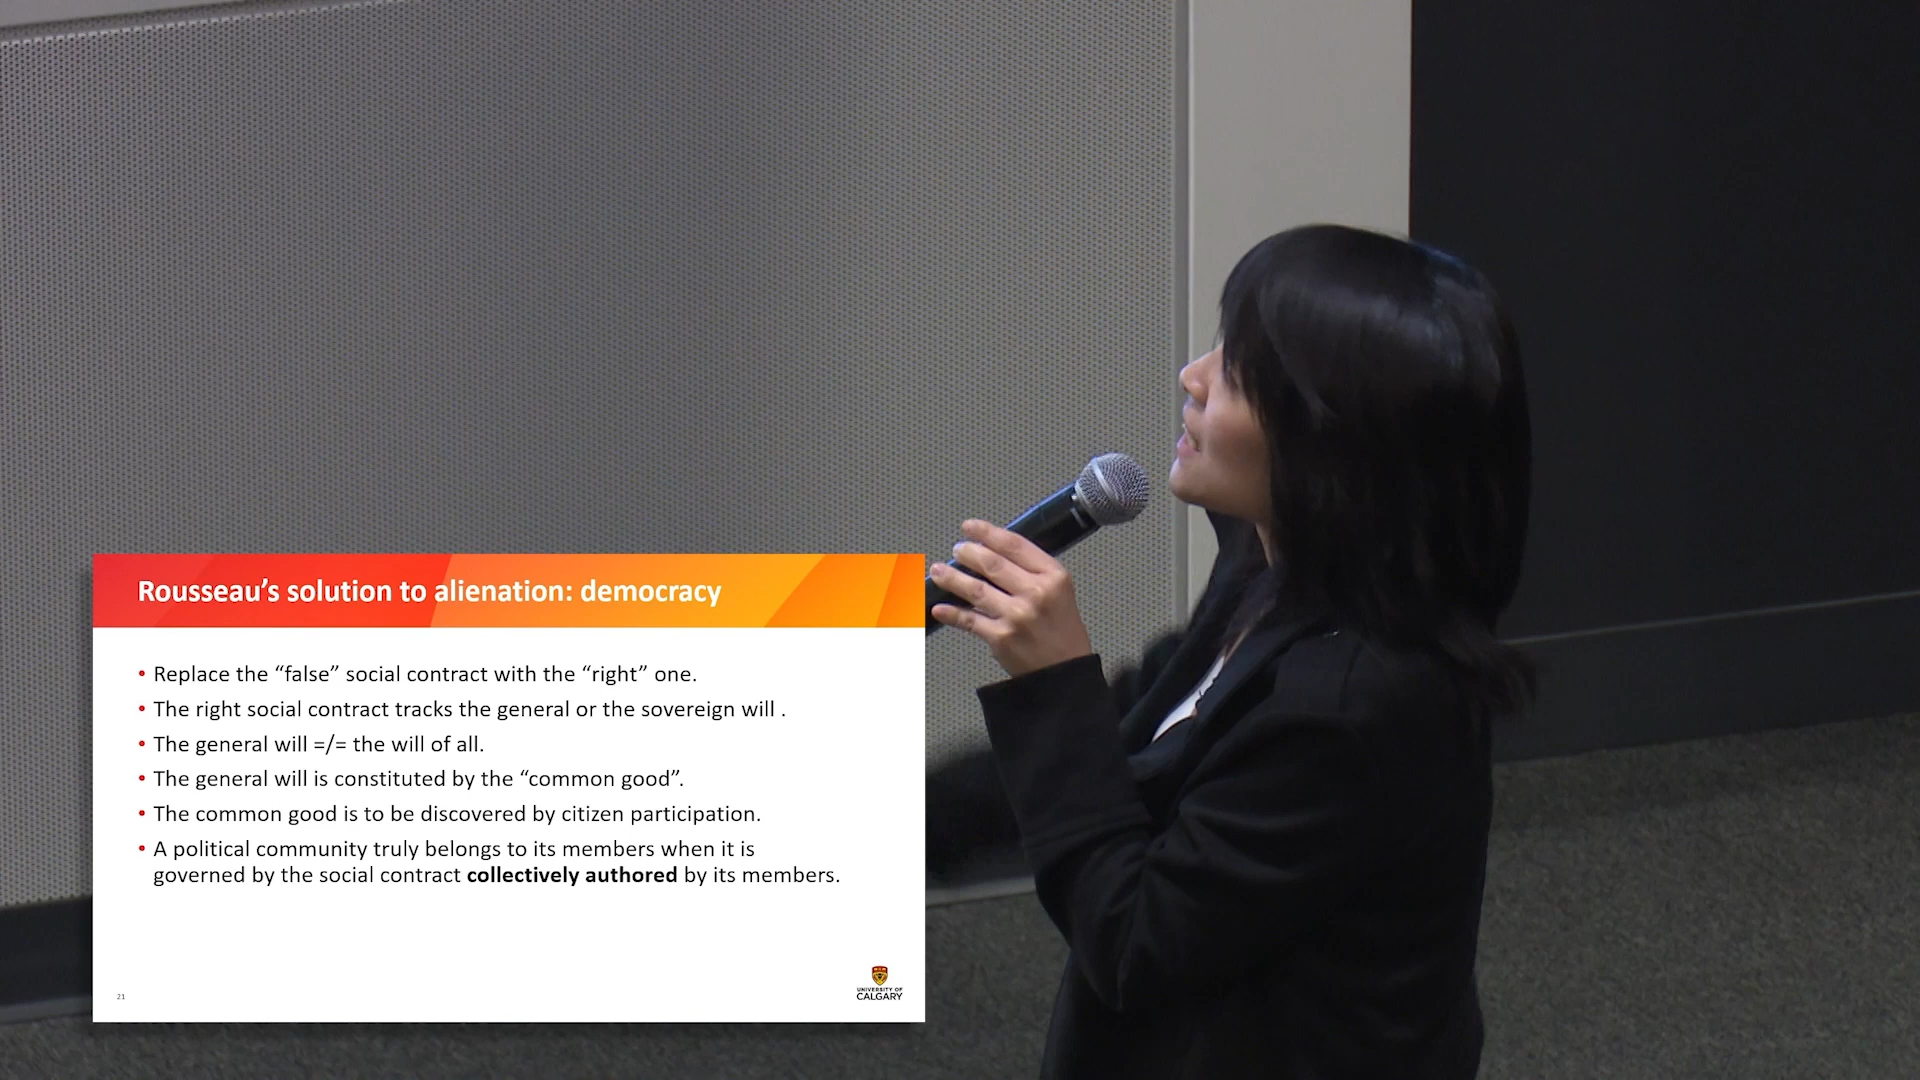 Rousseau’s solution to alienation: democracy
• Replace the “false” social contract with the “right” one.
• The right social contract tracks the general or the sovereign will .
• The general will =/= the will of all.
• The general will is constituted by the “common good”.
• The common good is to be discovered by citizen participation.
• A political community truly belongs to its members when it is
governed by the social contract collectively authored by its members.
21
UNIVERSITY OF
CALGARY